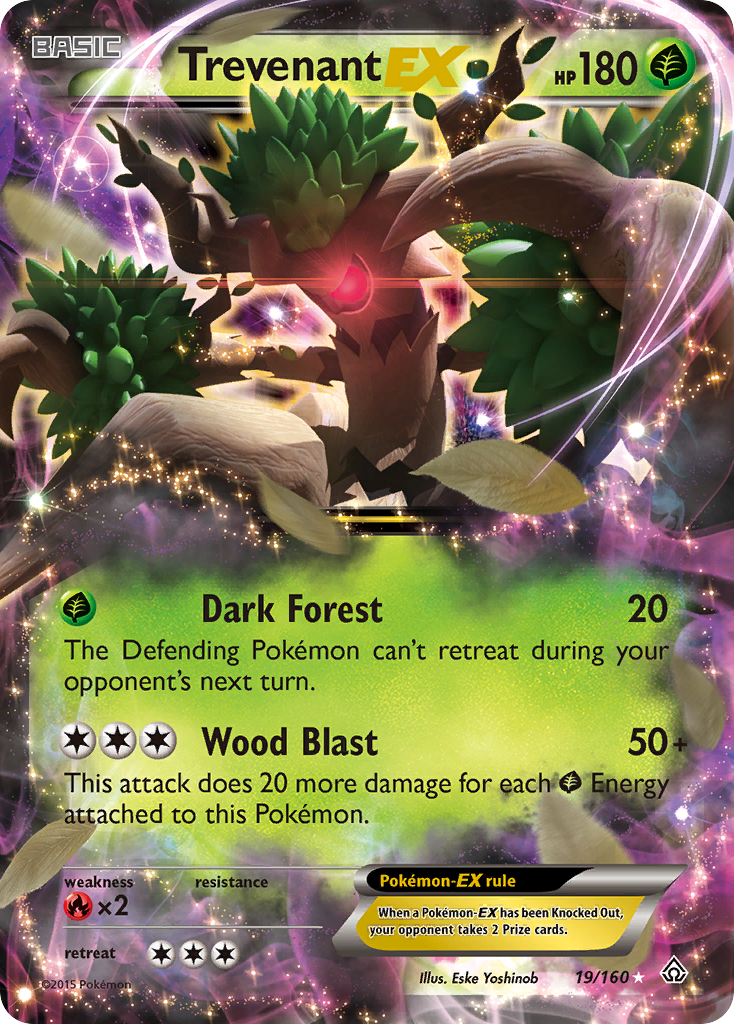 BASIC
Trevenant EX HP 180
Dark Forest 20
The Defending Pokémon can't retreat during your
opponent's next turn.
Wood Blast 50+
This attack does 20 more damage for each Energy
attached to this Pokémon.
weakness resistance
×2
retreat
Pokémon-EX rule
When a Pokémon-EX has been Knocked Out,
your opponent takes 2 Prize cards.
©2015 Pokémon
Illus. Eske Yoshinob 19/160 ★